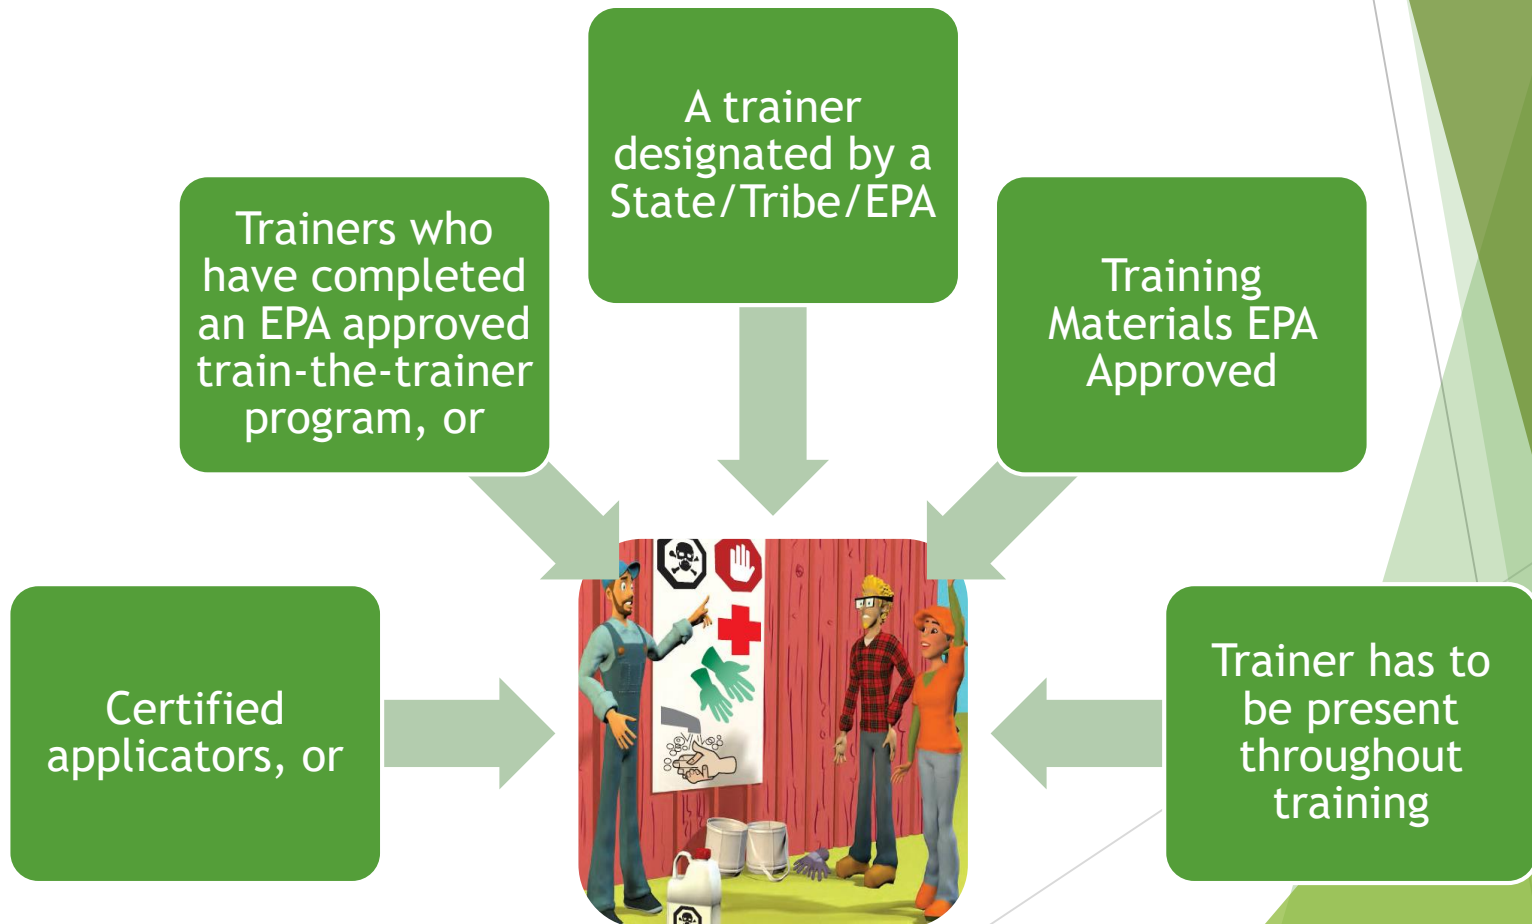 Certified
applicators, or
Trainers who
have completed
an EPA approved
train-the-trainer
program, or
A trainer
designated by a
State/Tribe/EPA
Training
Materials EPA
Approved
Trainer has to
be present
throughout
training